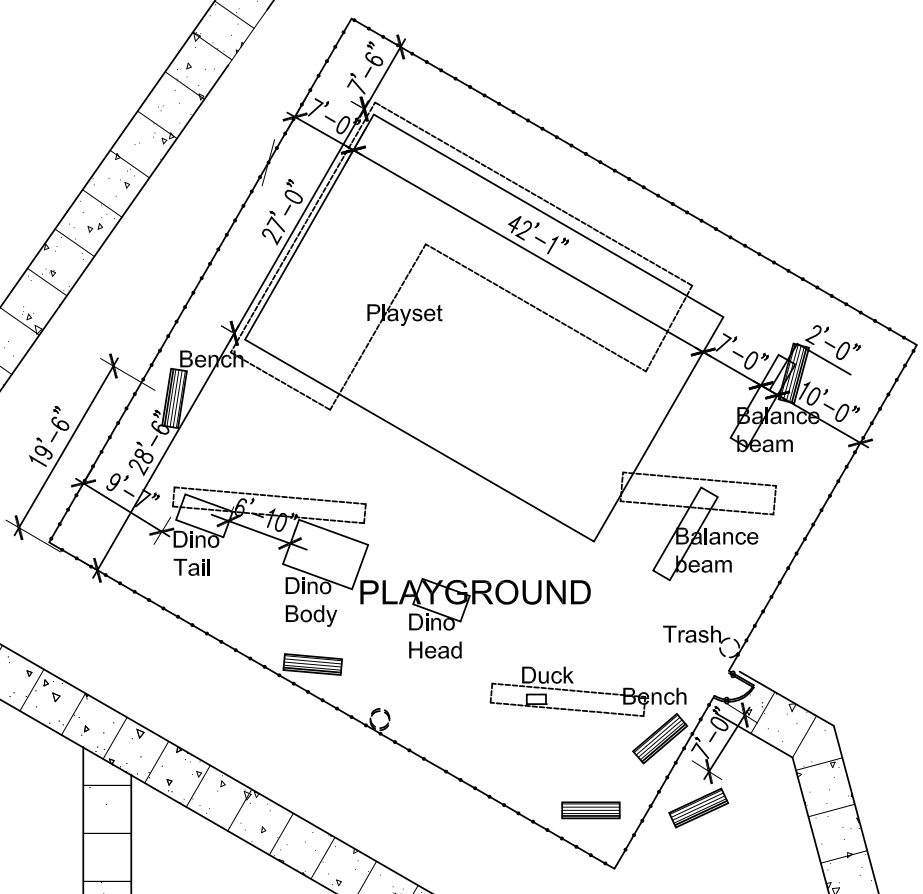 7'-6"
7'-0"
27'-0"
42'-1"
Playset
7'-0"
2'-0"
10'-0"
Bench
Balance
beam
19'-6"
28'-6"
9'-7"
6'-10"
Dino
Tail
Balance
beam
Dino
Body
PLAYGROUND
Dino
Head
Trash
Duck
Bench
7'-0"